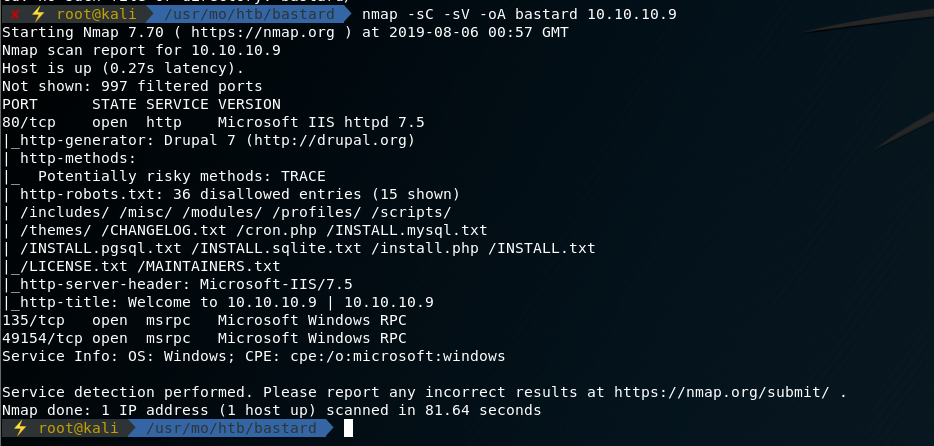 ✘ ⚡ root@kali /usr/mo/htb/bastard nmap -sC -sV -oA bastard 10.10.10.9
Starting Nmap 7.70 ( https://nmap.org ) at 2019-08-06 00:57 GMT
Nmap scan report for 10.10.10.9
Host is up (0.27s latency).
Not shown: 997 filtered ports
PORT      STATE SERVICE VERSION
80/tcp    open  http    Microsoft IIS httpd 7.5
|_http-generator: Drupal 7 (http://drupal.org)
| http-methods:
|_  Potentially risky methods: TRACE
| http-robots.txt: 36 disallowed entries (15 shown)
| /includes/ /misc/ /modules/ /profiles/ /scripts/
| /themes/ /CHANGELOG.txt /cron.php /INSTALL.mysql.txt
| /INSTALL.pgsql.txt /INSTALL.sqlite.txt /install.php /INSTALL.txt
|_/LICENSE.txt /MAINTAINERS.txt
|_http-server-header: Microsoft-IIS/7.5
|_http-title: Welcome to 10.10.10.9 | 10.10.10.9
135/tcp   open  msrpc   Microsoft Windows RPC
49154/tcp open  msrpc   Microsoft Windows RPC
Service Info: OS: Windows; CPE: cpe:/o:microsoft:windows
Service detection performed. Please report any incorrect results at https://nmap.org/submit/ .
Nmap done: 1 IP address (1 host up) scanned in 81.64 seconds
⚡ root@kali /usr/mo/htb/bastard